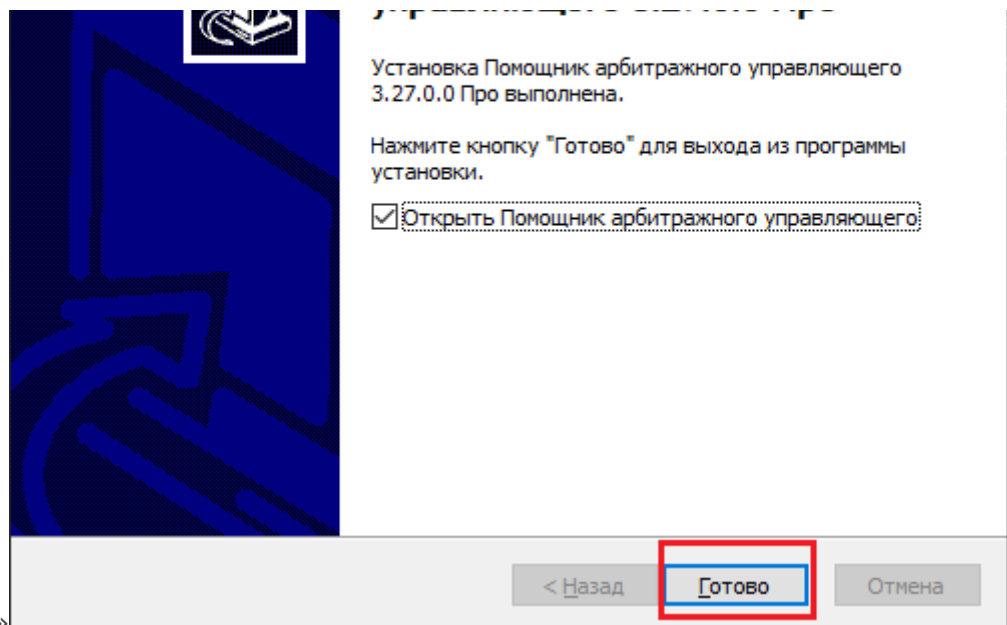 Установка Помощник арбитражного управляющего
3.27.0.0 Про выполнена.
Нажмите кнопку "Готово" для выхода из программы
установки.
Открыть Помощник арбитражного управляющего
< Назад
Готово
Отмена